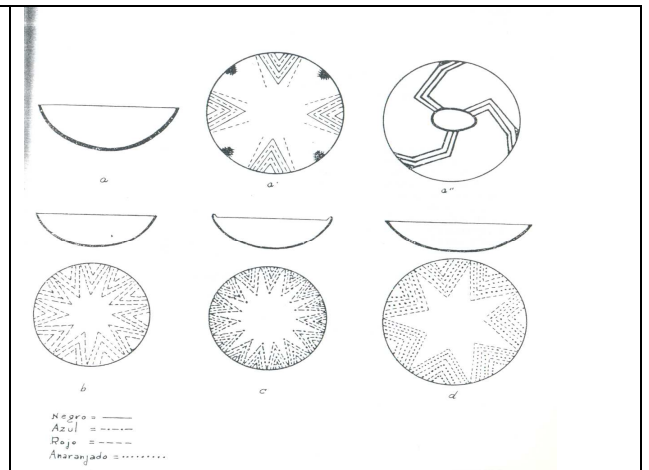 a
a'
a"
b
c
d
Negro = ———
Azul = —·—·—
Rojo = – – – –
Anaranjado = ·········